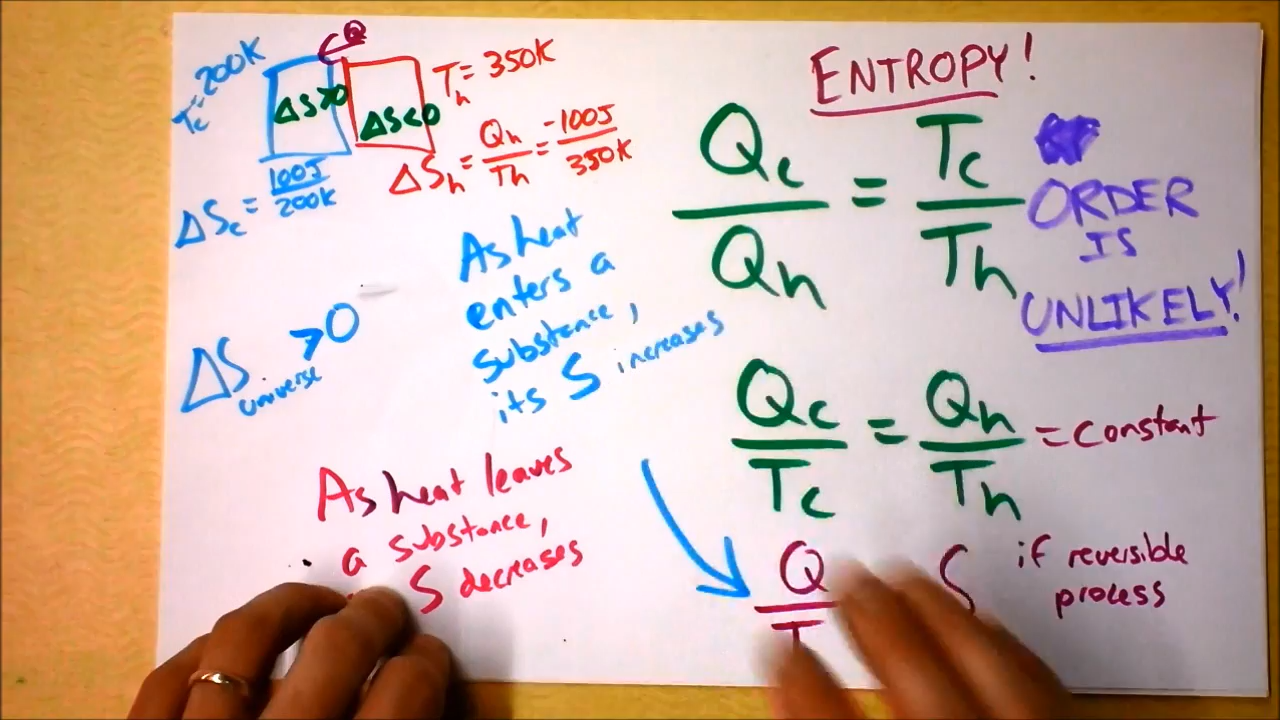 Q
Tc = 200K
ΔS>0
ΔS<0
Th = 350K
ΔSc = 100J / 200K
ΔSh = Qh / Th = -100J / 350K
ΔS universe > 0
As heat
enters a
substance,
its S increases
As heat leaves
a substance,
S decreases
ENTROPY!
Qc / Qh = Tc / Th
ORDER
IS
UNLIKELY!
Qc / Tc = Qh / Th = constant
Q / T
S
if reversible
process